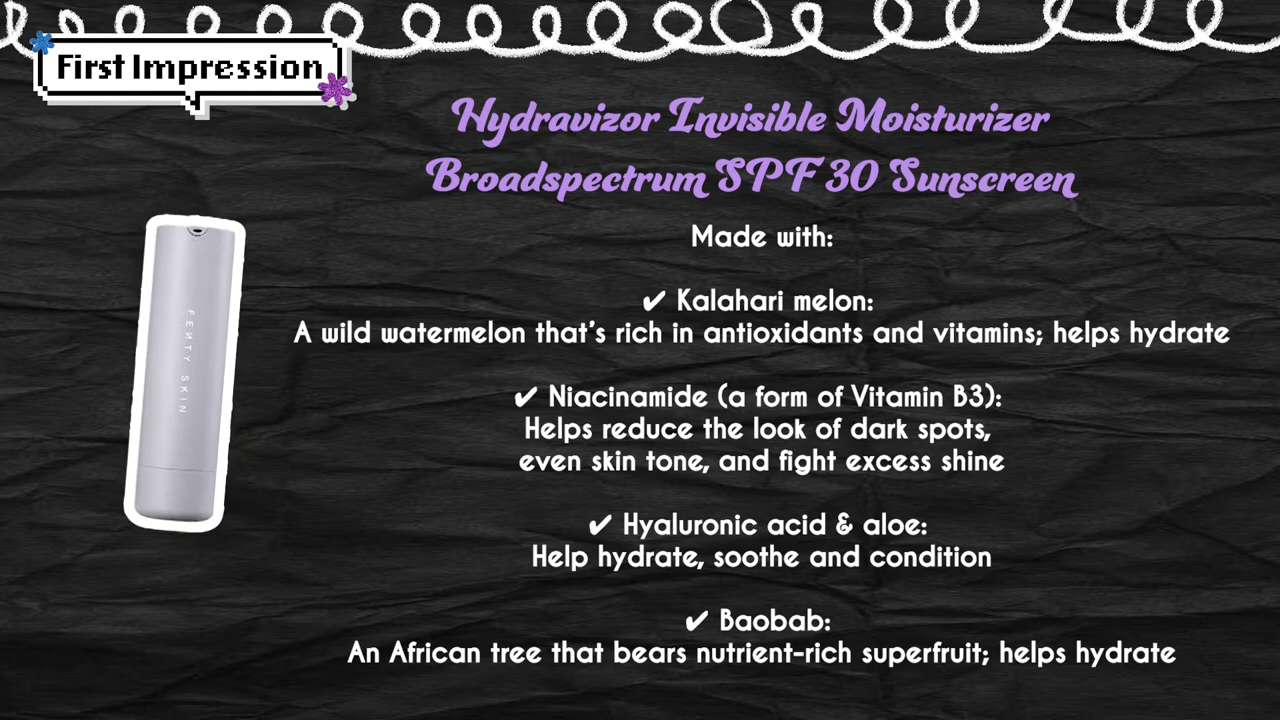 First Impression
Hydravizor Invisible Moisturizer
Broadspectrum SPF 30 Sunscreen
FENTY SKIN
Made with:
✔ Kalahari melon:
A wild watermelon that's rich in antioxidants and vitamins; helps hydrate
✔ Niacinamide (a form of Vitamin B3):
Helps reduce the look of dark spots,
even skin tone, and fight excess shine
✔ Hyaluronic acid & aloe:
Help hydrate, soothe and condition
✔ Baobab:
An African tree that bears nutrient-rich superfruit; helps hydrate